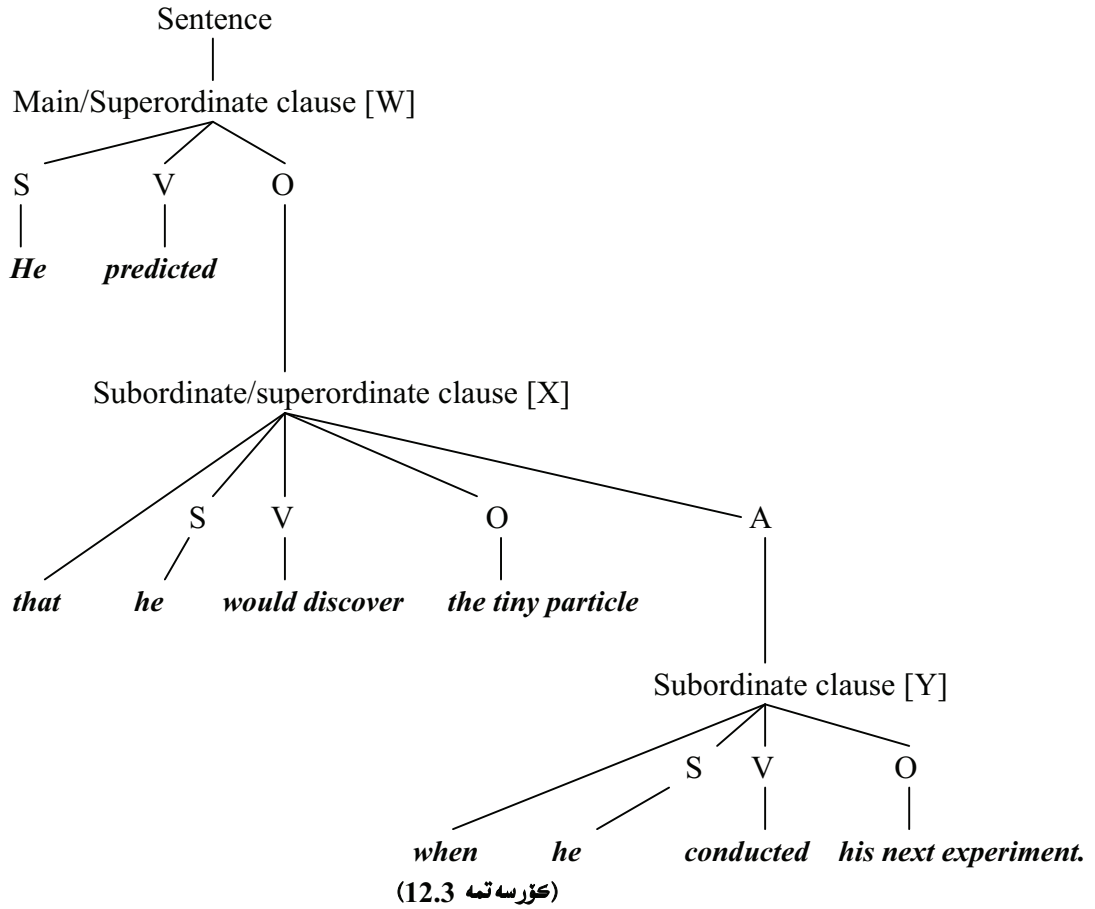 Sentence
Main/Superordinate clause [W]
S V O
He predicted
Subordinate/superordinate clause [X]
S V O A
that he would discover the tiny particle
Subordinate clause [Y]
S V O
when he conducted his next experiment.
(کۆرسەتمە 12.3)